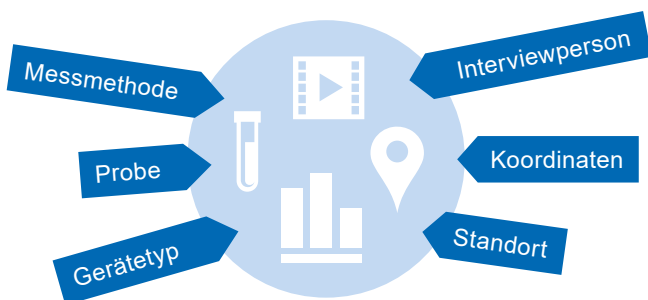 Messmethode
Probe
Gerätetyp
Interviewperson
Koordinaten
Standort